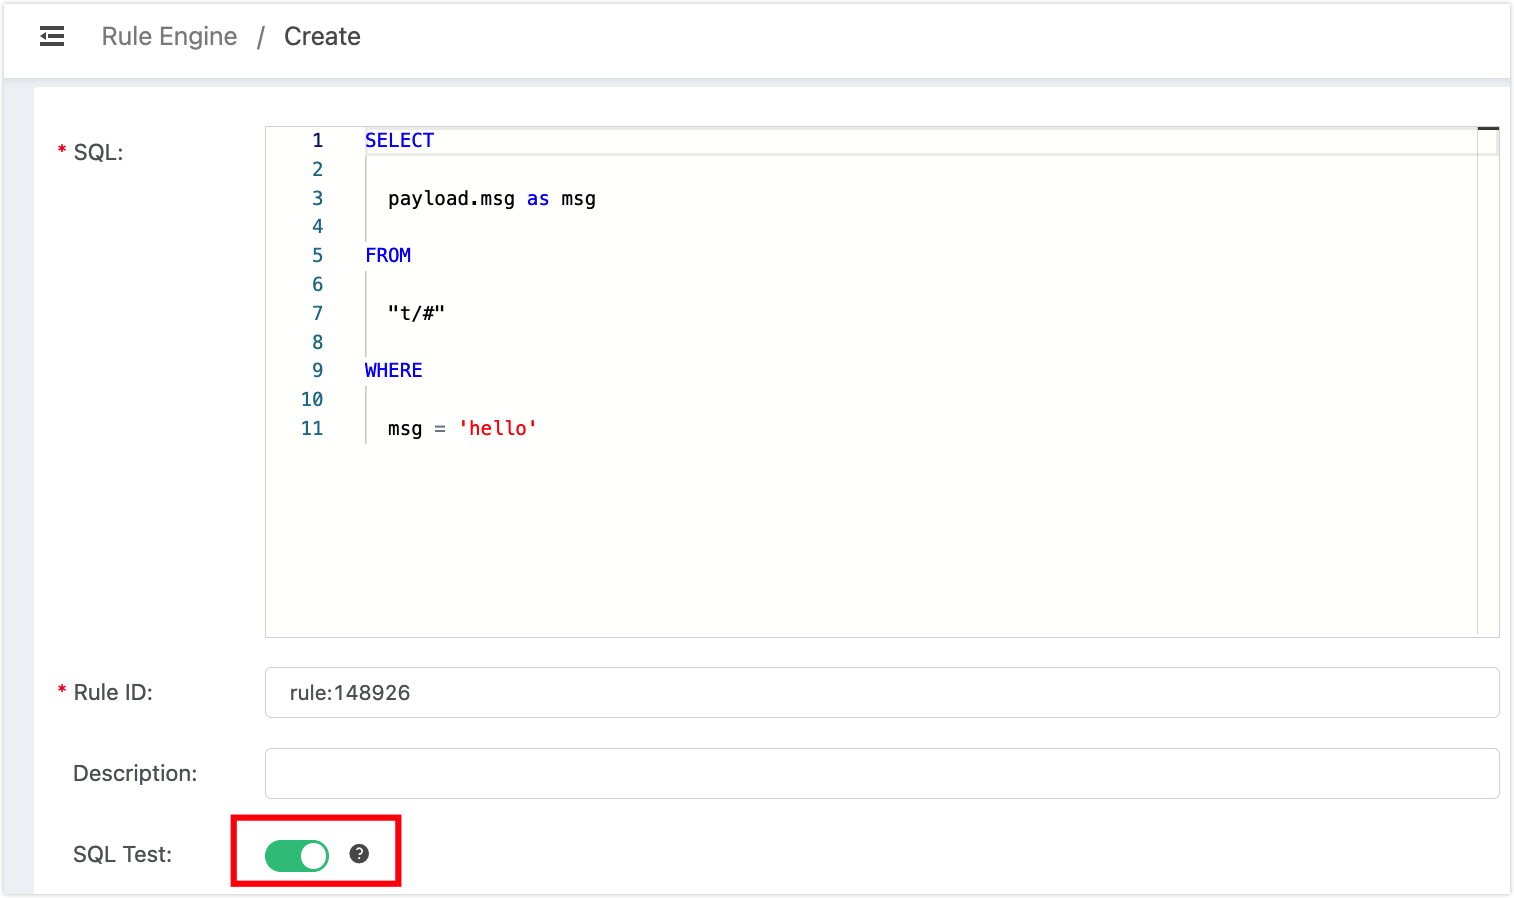 Rule Engine / Create
* SQL:
1 SELECT
2
3 payload.msg as msg
4
5 FROM
6
7 "t/#"
8
9 WHERE
10
11 msg = 'hello'
* Rule ID: rule:148926
Description:
SQL Test: ?